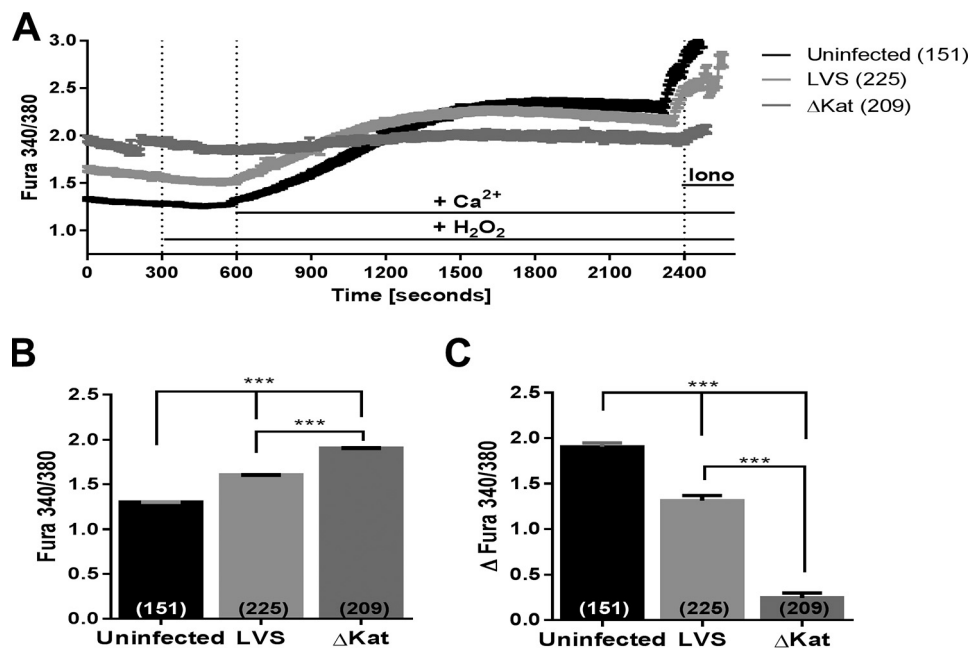 A
3.0
2.5
2.0
1.5
1.0
Fura 340/380
Uninfected (151)
LVS (225)
ΔKat (209)
Iono
+ Ca²⁺
+ H₂O₂
0 300 600 900 1200 1500 1800 2100 2400
Time [seconds]
B
2.5
2.0
1.5
1.0
0.5
0.0
Fura 340/380
***
***
(151) (225) (209)
Uninfected LVS ΔKat
C
2.5
2.0
1.5
1.0
0.5
0.0
Δ Fura 340/380
***
***
(151) (225) (209)
Uninfected LVS ΔKat